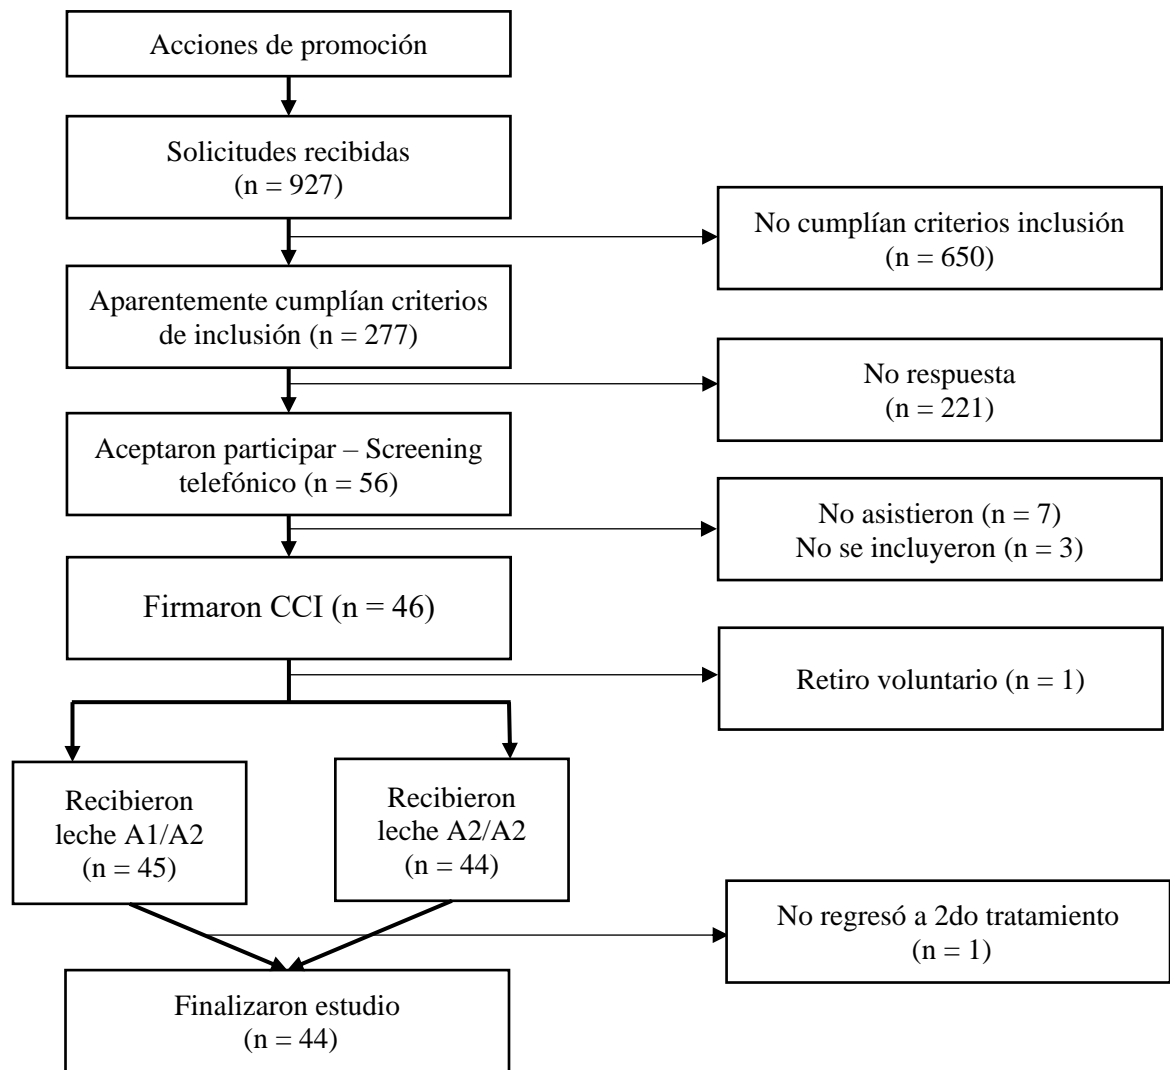 Acciones de promoción
Solicitudes recibidas
(n = 927)
No cumplían criterios inclusión
(n = 650)
Aparentemente cumplían criterios
de inclusión (n = 277)
No respuesta
(n = 221)
Aceptaron participar – Screening
telefónico (n = 56)
No asistieron (n = 7)
No se incluyeron (n = 3)
Firmaron CCI (n = 46)
Retiro voluntario (n = 1)
Recibieron
leche A1/A2
(n = 45)
Recibieron
leche A2/A2
(n = 44)
No regresó a 2do tratamiento
(n = 1)
Finalizaron estudio
(n = 44)